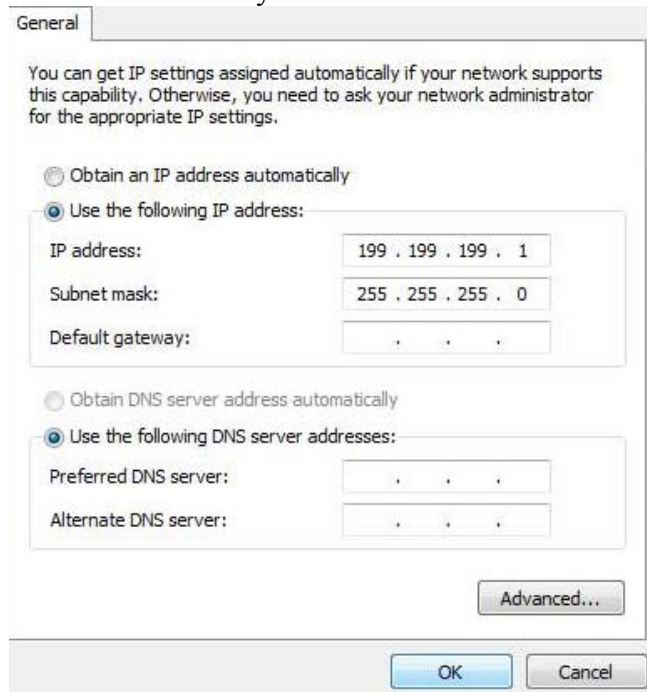 General
You can get IP settings assigned automatically if your network supports
this capability. Otherwise, you need to ask your network administrator
for the appropriate IP settings.
Obtain an IP address automatically
Use the following IP address:
IP address: 199 . 199 . 199 . 1
Subnet mask: 255 . 255 . 255 . 0
Default gateway: . . .
Obtain DNS server address automatically
Use the following DNS server addresses:
Preferred DNS server: . . .
Alternate DNS server: . . .
Advanced...
OK Cancel